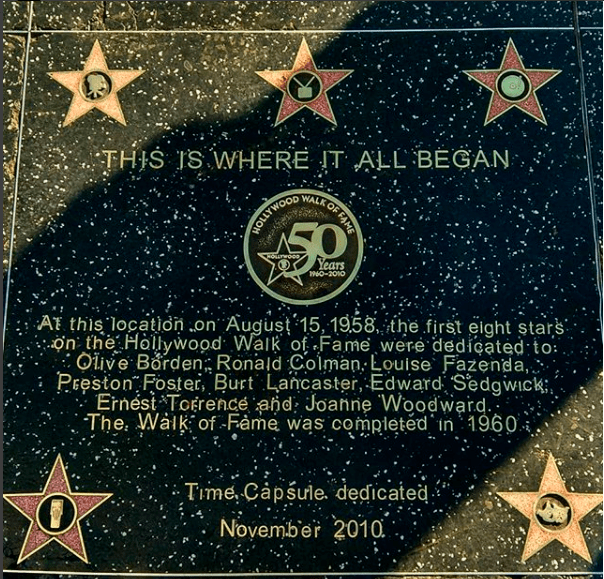 THIS IS WHERE IT ALL BEGAN
HOLLYWOOD WALK OF FAME
50
HOLLYWOOD
Years
1960-2010
At this location on August 15, 1958, the first eight stars
on the Hollywood Walk of Fame were dedicated to:
Olive Borden, Ronald Colman, Louise Fazenda,
Preston Foster, Burt Lancaster, Edward Sedgwick,
Ernest Torrence and Joanne Woodward.
The Walk of Fame was completed in 1960
Time Capsule dedicated
November 2010